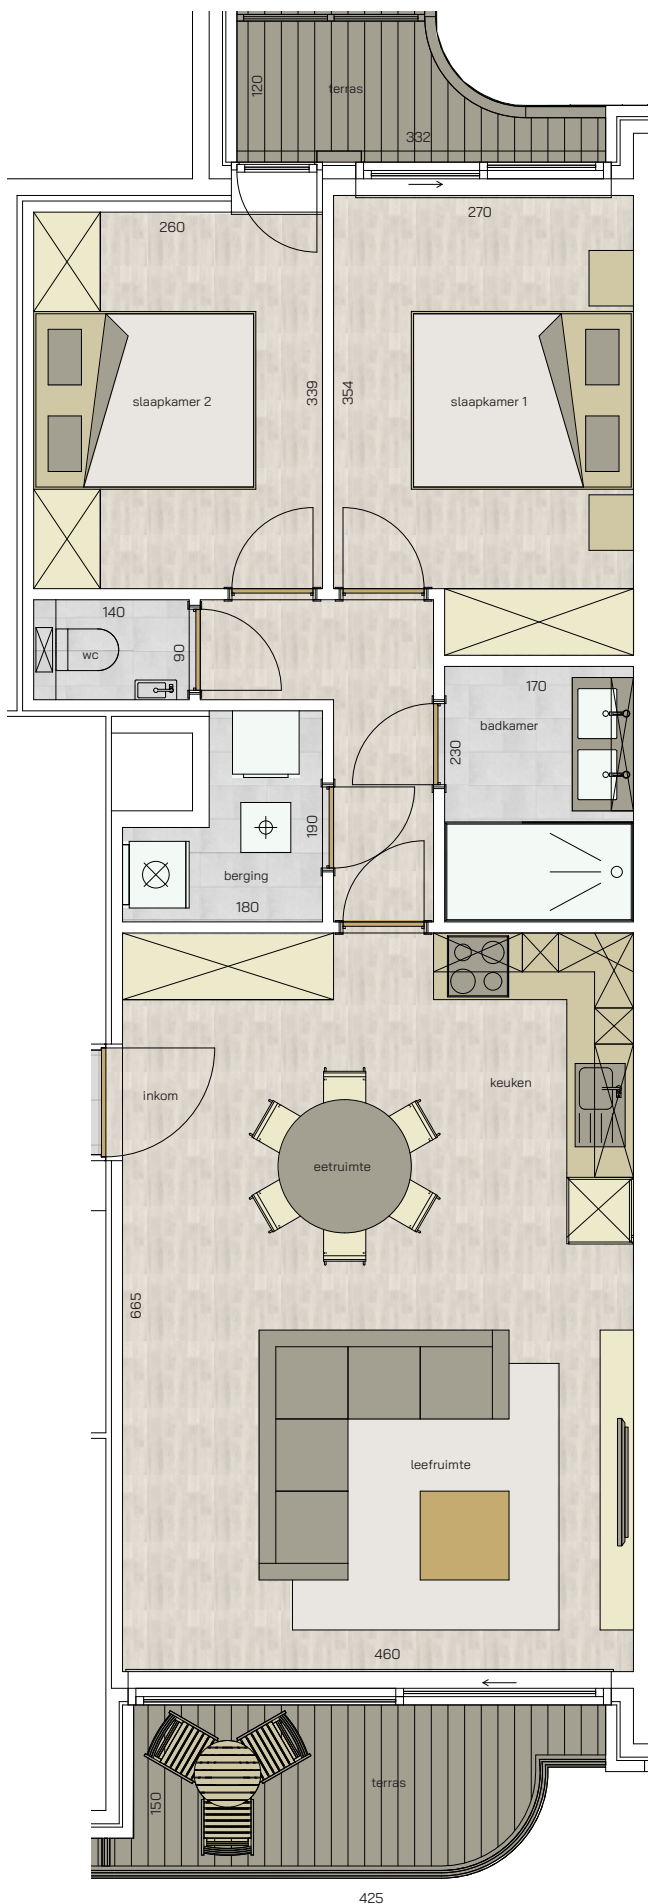 120
terras
332
260
270
339
354
slaapkamer 2
slaapkamer 1
140
wc
90
170
badkamer
230
190
berging
180
keuken
inkom
eetruimte
665
leefruimte
460
terras
150
425